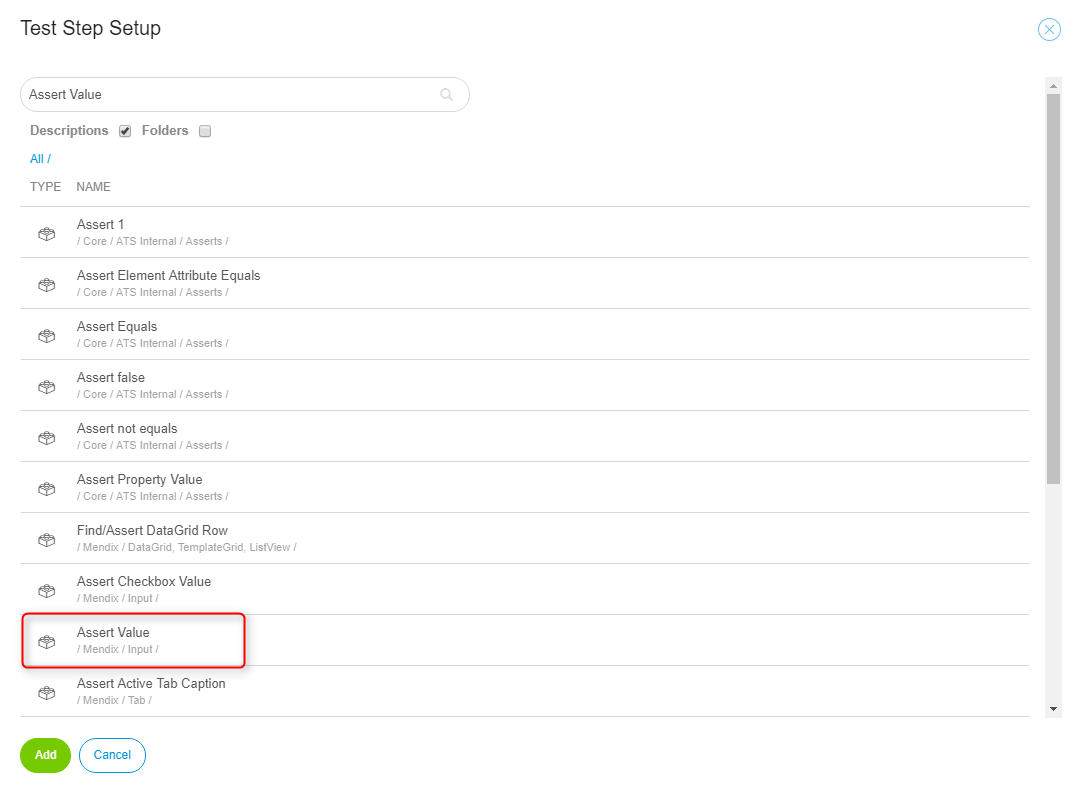 Test Step Setup
Assert Value
Descriptions Folders
All /
TYPE NAME
Assert 1
/ Core / ATS Internal / Asserts /
Assert Element Attribute Equals
/ Core / ATS Internal / Asserts /
Assert Equals
/ Core / ATS Internal / Asserts /
Assert false
/ Core / ATS Internal / Asserts /
Assert not equals
/ Core / ATS Internal / Asserts /
Assert Property Value
/ Core / ATS Internal / Asserts /
Find/Assert DataGrid Row
/ Mendix / DataGrid, TemplateGrid, ListView /
Assert Checkbox Value
/ Mendix / Input /
Assert Value
/ Mendix / Input /
Assert Active Tab Caption
/ Mendix / Tab /
Add Cancel